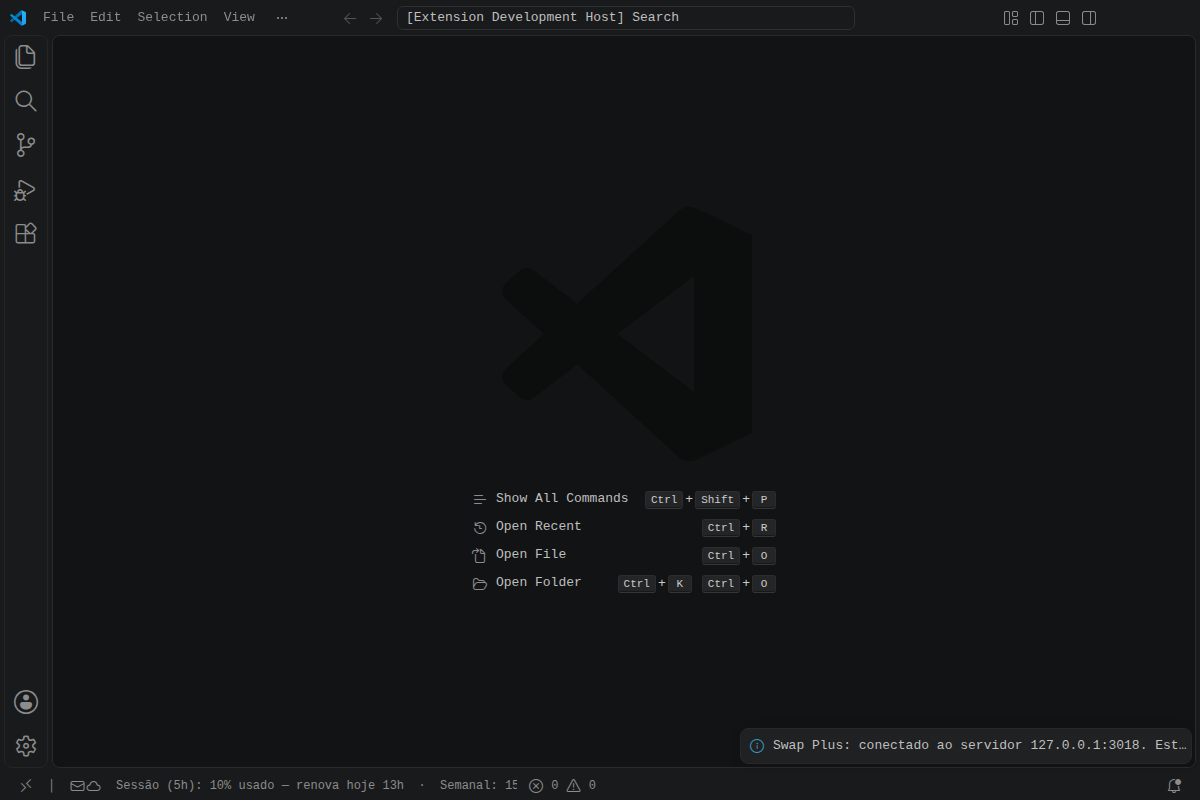 File Edit Selection View ···
[Extension Development Host] Search
Show All Commands Ctrl+Shift+P
Open Recent Ctrl+R
Open File Ctrl+O
Open Folder Ctrl+K Ctrl+O
Swap Plus: conectado ao servidor 127.0.0.1:3018. Est…
| Sessão (5h): 10% usado — renova hoje 13h · Semanal: 15 0 0